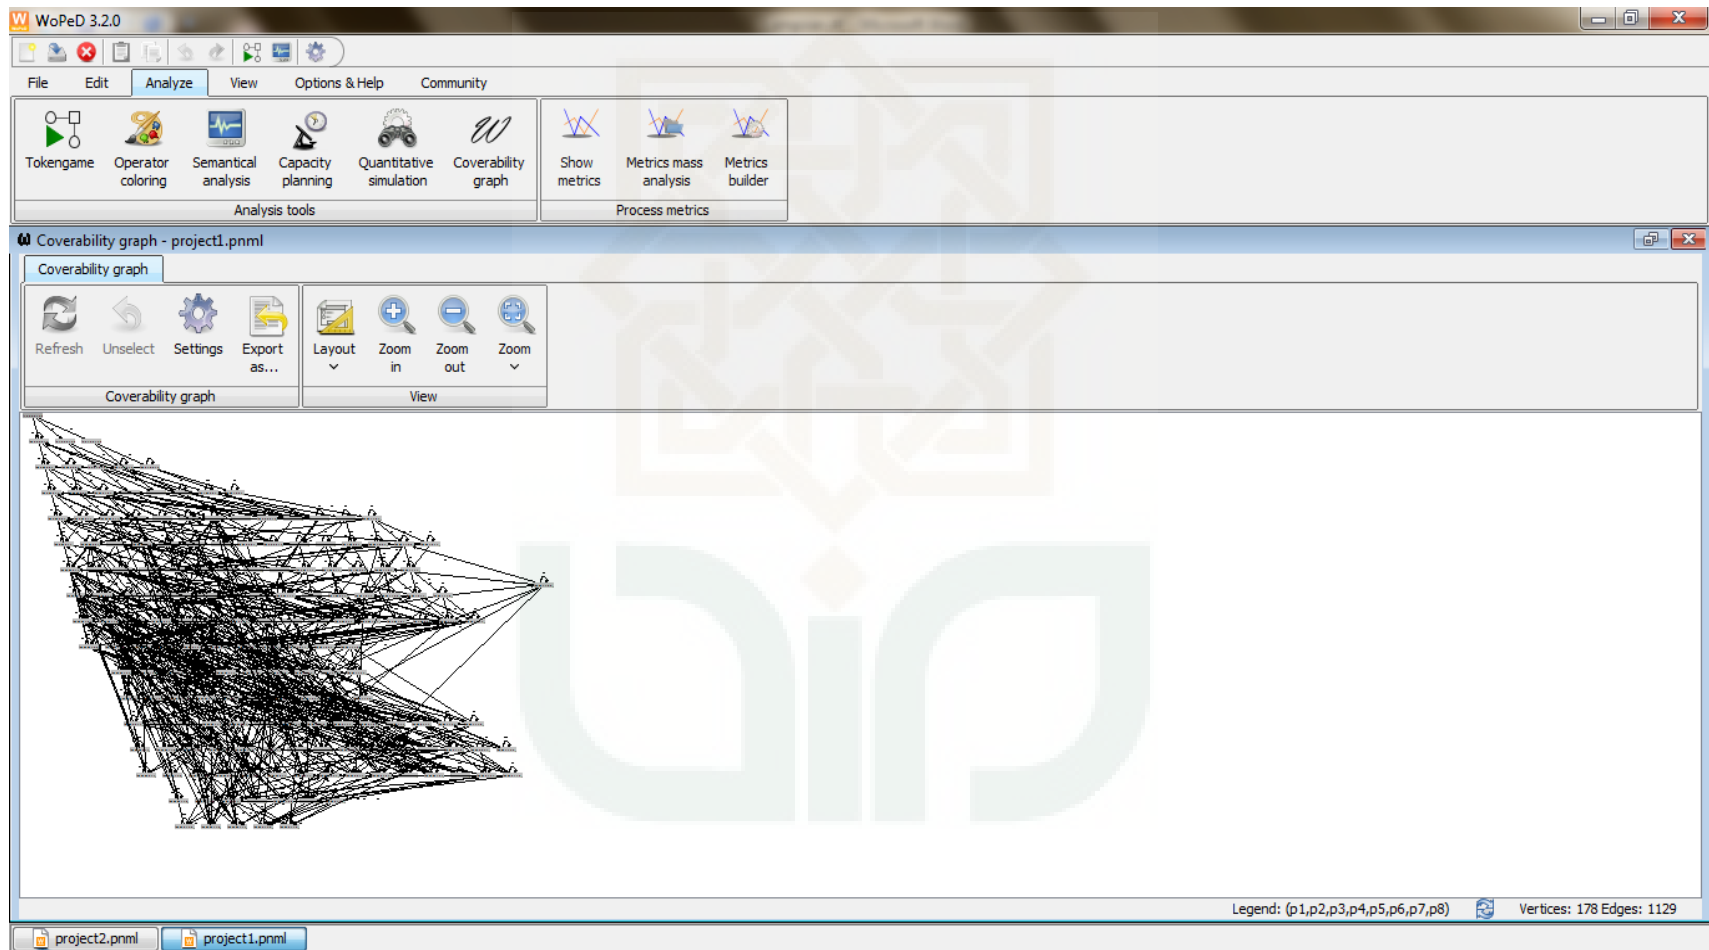 WoPeD 3.2.0
File Edit Analyze View Options & Help Community
Tokengame Operator coloring Semantical analysis Capacity planning Quantitative simulation Coverability graph Show metrics Metrics mass analysis Metrics builder
Analysis tools Process metrics
Coverability graph - project1.pnml
Coverability graph
Refresh Unselect Settings Export as... Layout Zoom in Zoom out Zoom
Coverability graph View
Legend: (p1,p2,p3,p4,p5,p6,p7,p8) Vertices: 178 Edges: 1129
project2.pnml project1.pnml